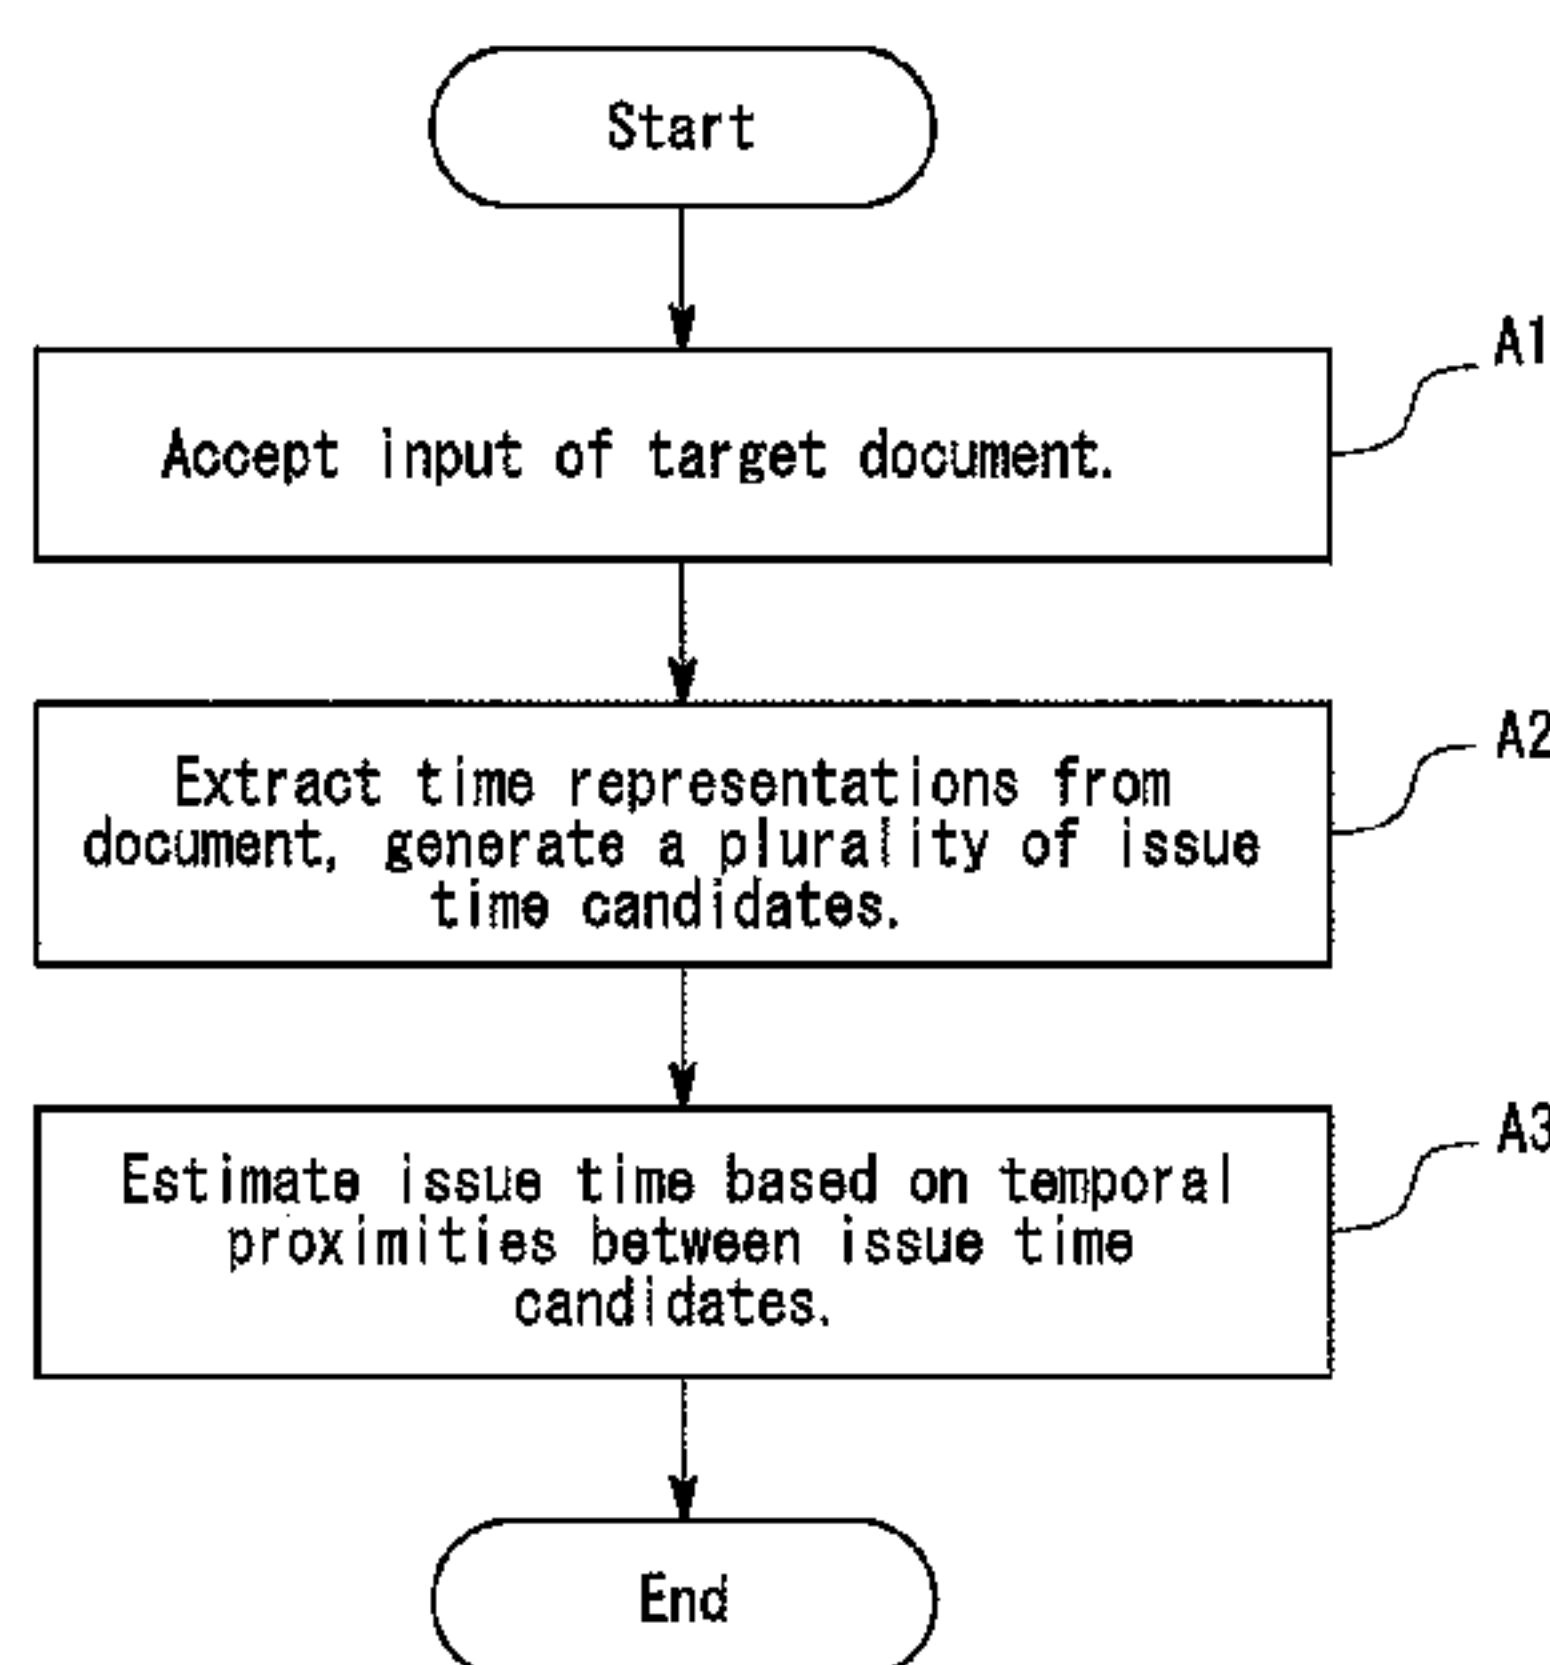 Start
A1
Accept input of target document.
A2
Extract time representations from
document, generate a plurality of issue
time candidates.
A3
Estimate issue time based on temporal
proximities between issue time
candidates.
End